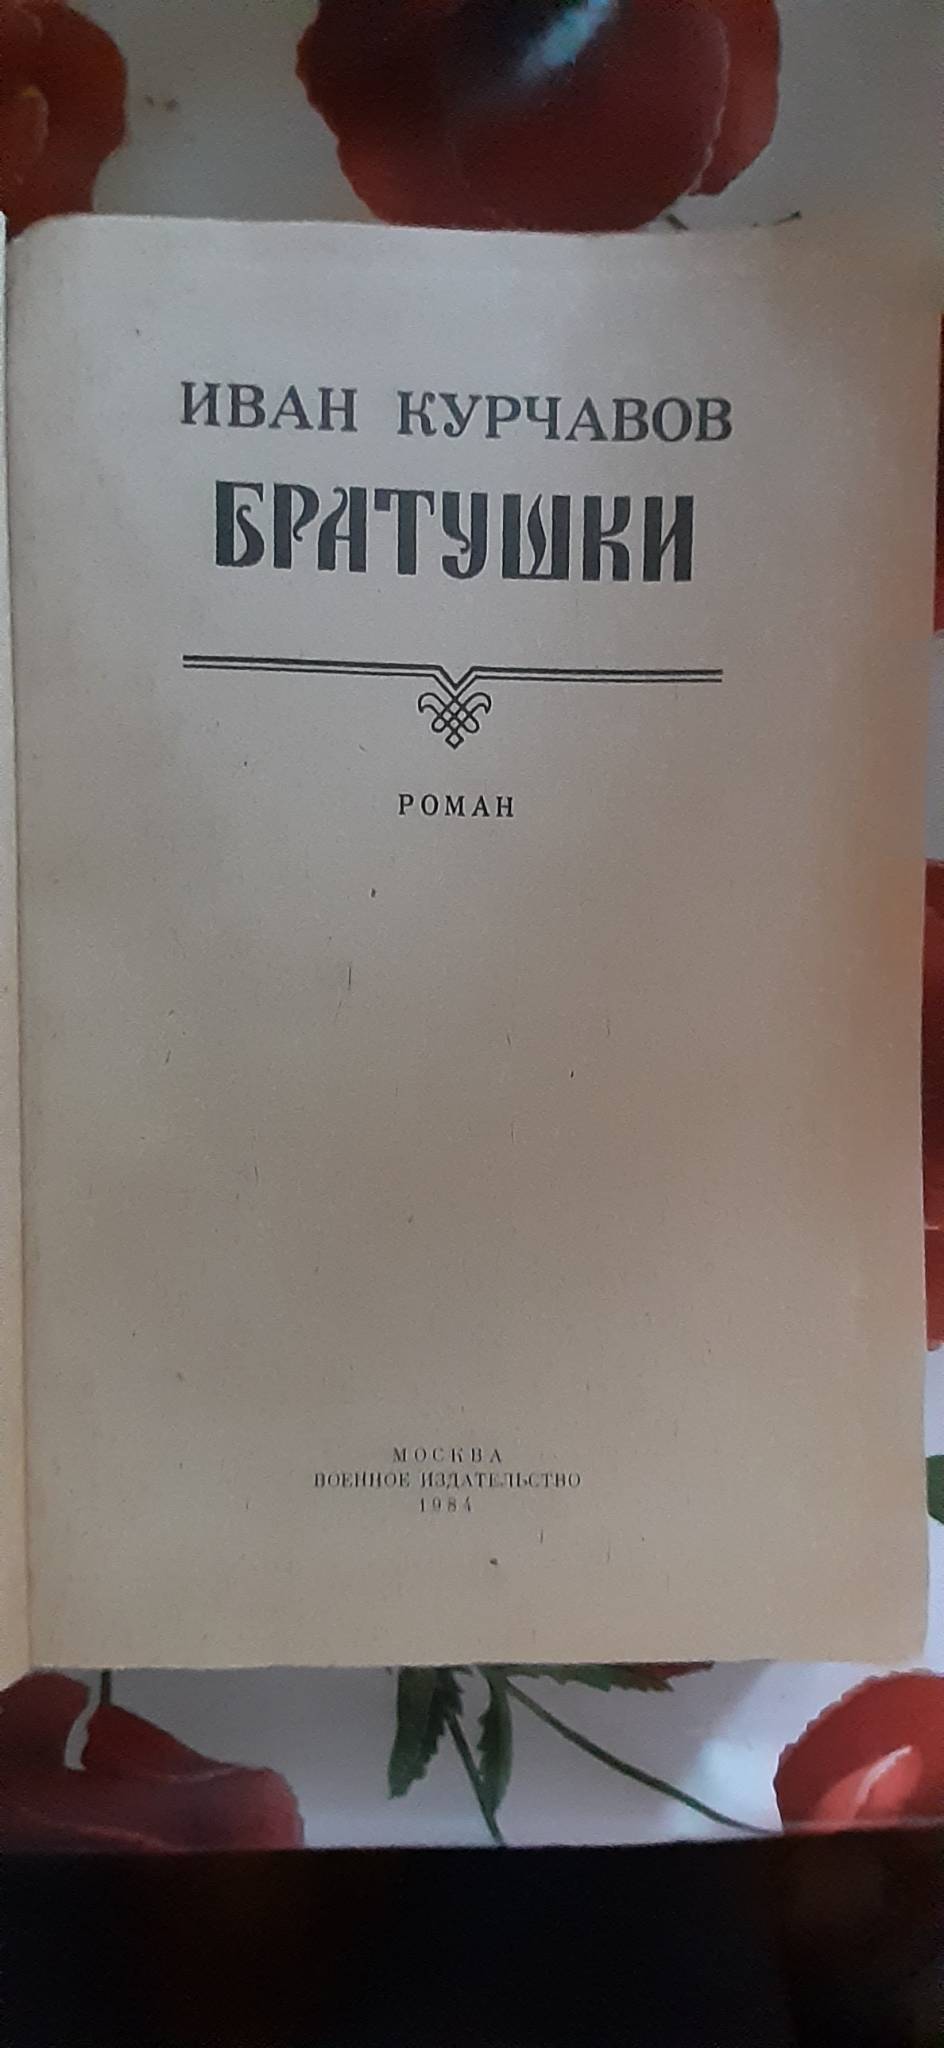 ИВАН КУРЧАВОВ
БРАТУШКИ
РОМАН
МОСКВА
ВОЕННОЕ ИЗДАТЕЛЬСТВО
1984